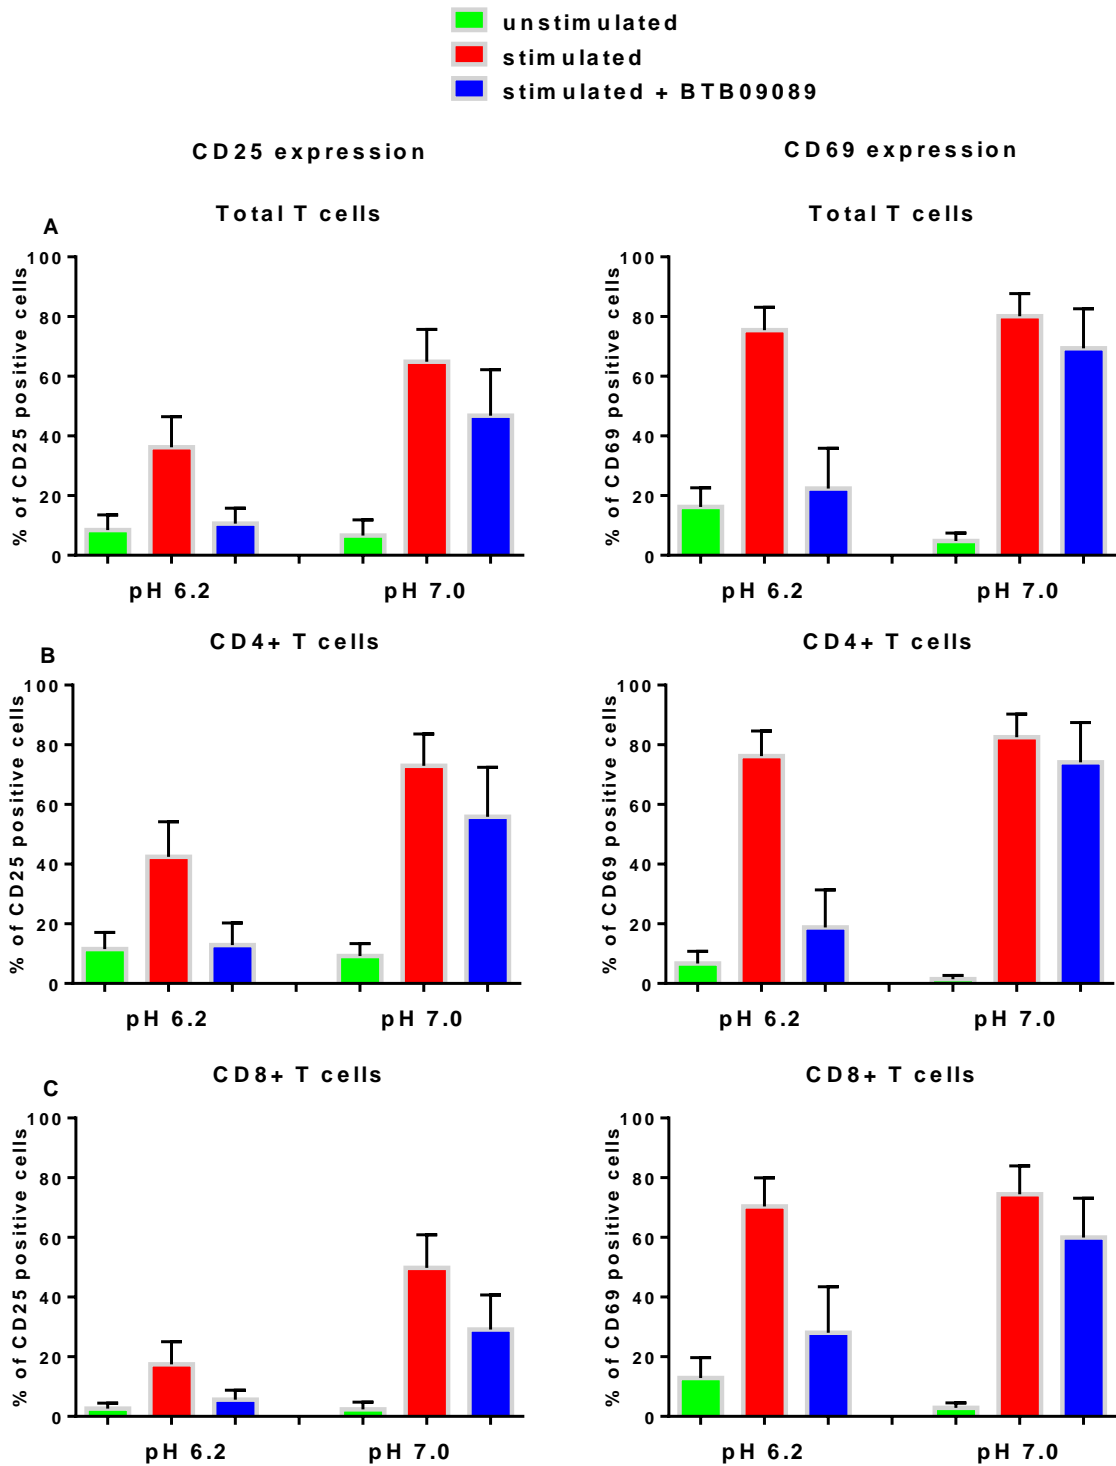 unstimulated
stimulated
stimulated + BTB09089
CD25 expression
CD69 expression
A
Total T cells
Total T cells
% of CD25 positive cells
100
80
60
40
20
0
pH 6.2
pH 7.0
% of CD69 positive cells
100
80
60
40
20
0
pH 6.2
pH 7.0
B
CD4+ T cells
CD4+ T cells
% of CD25 positive cells
100
80
60
40
20
0
pH 6.2
pH 7.0
% of CD69 positive cells
100
80
60
40
20
0
pH 6.2
pH 7.0
C
CD8+ T cells
CD8+ T cells
% of CD25 positive cells
100
80
60
40
20
0
pH 6.2
pH 7.0
% of CD69 positive cells
100
80
60
40
20
0
pH 6.2
pH 7.0